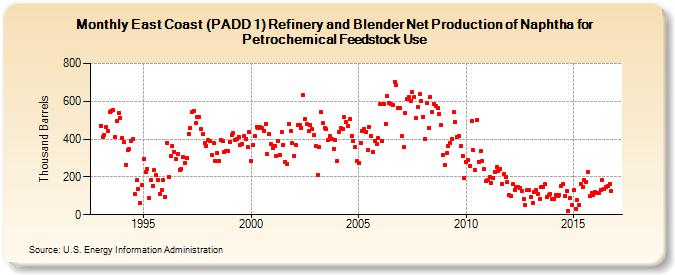 Monthly East Coast (PADD 1) Refinery and Blender Net Production of Naphtha for
Petrochemical Feedstock Use
Thousand Barrels
800
600
400
200
0
1995
2000
2005
2010
2015
Source: U.S. Energy Information Administration